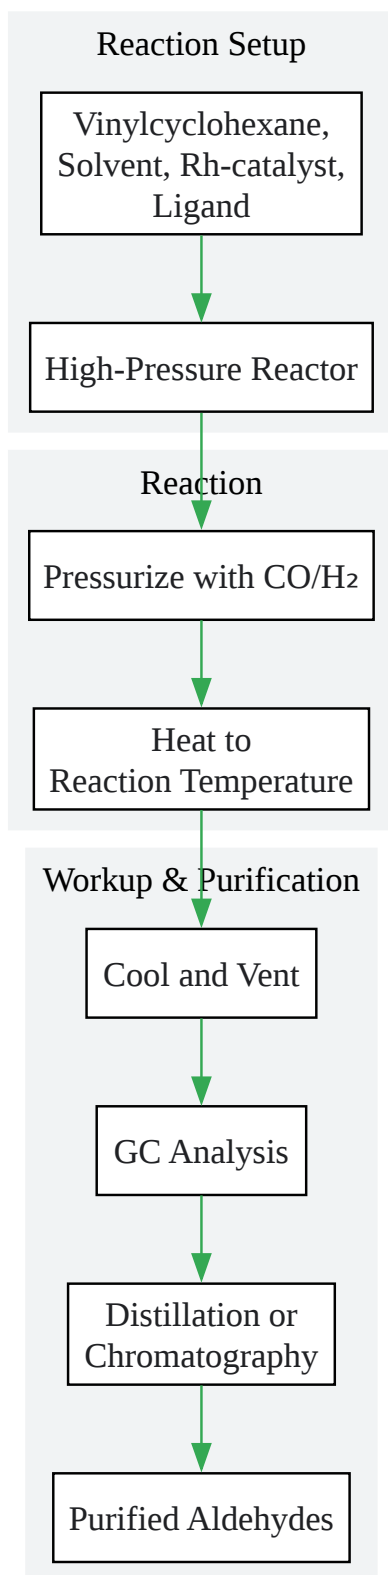 Reaction Setup
Vinylcyclohexane,
Solvent, Rh-catalyst,
Ligand
High-Pressure Reactor
Reaction
Pressurize with CO/H₂
Heat to
Reaction Temperature
Workup & Purification
Cool and Vent
GC Analysis
Distillation or
Chromatography
Purified Aldehydes